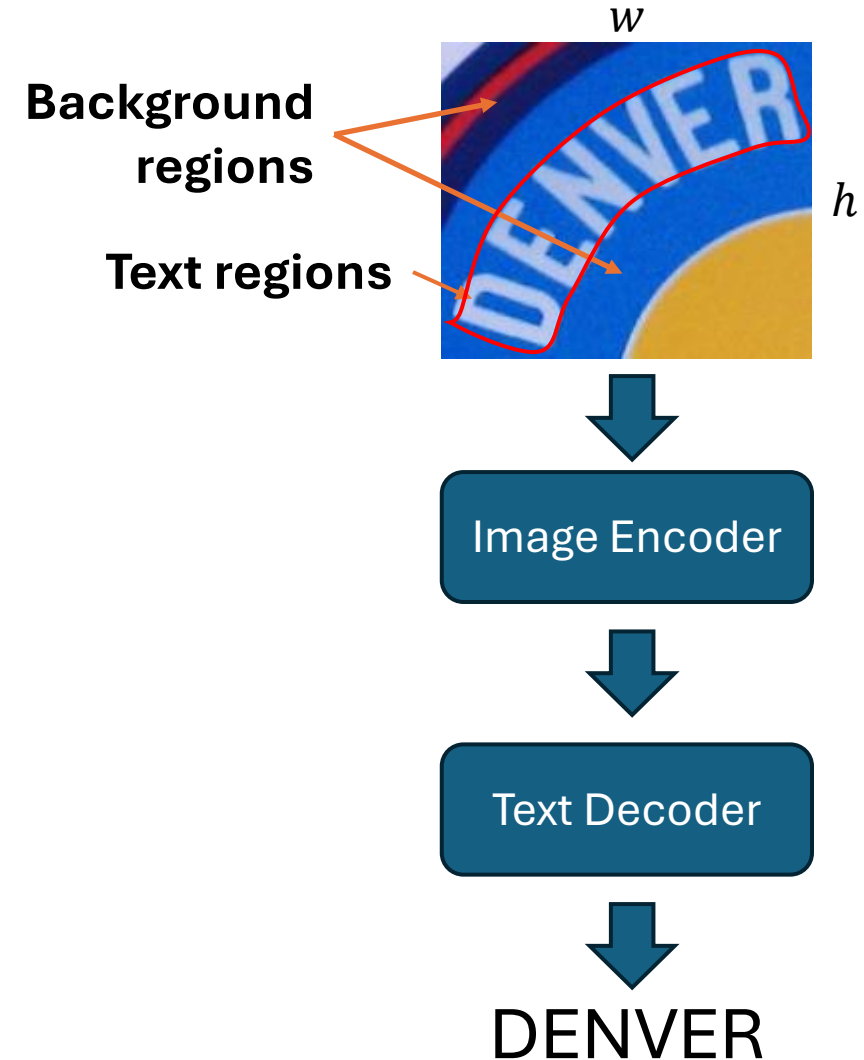 w
Background
regions
h
Text regions
DENVER
Image Encoder
Text Decoder
DENVER